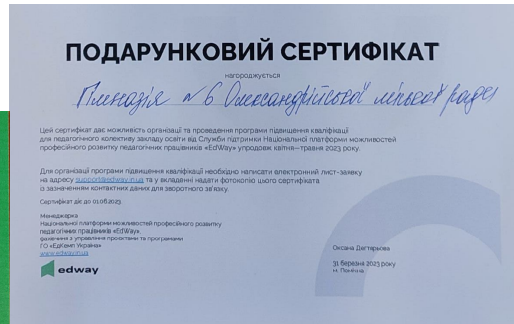 ПОДАРУНКОВИЙ СЕРТИФІКАТ
нагороджується
Гімназія №6 Олександрійської міської ради
Цей сертифікат дає можливість організації та проведення програми підвищення кваліфікації
для педагогічного колективу закладу освіти від Служби підтримки Національної платформи можливостей
професійного розвитку педагогічних працівників «EdWay» упродовж квітня–травня 2023 року.
Для організації програми підвищення кваліфікації необхідно написати електронний лист-заявку
на адресу support@edway.in.ua та у вкладенні надати фотокопію цього сертифіката
із зазначенням контактних даних для зворотного зв'язку.
Сертифікат діє до 01.06.2023.
Менеджерка
Національної платформи можливостей професійного розвитку
педагогічних працівників «EdWay»,
фахівчиня з управління проєктами та програмами
ГО «ЕдКемп Україна»
www.edway.in.ua
Оксана Дегтярьова
edway
31 березня 2023 року
м. Помічна